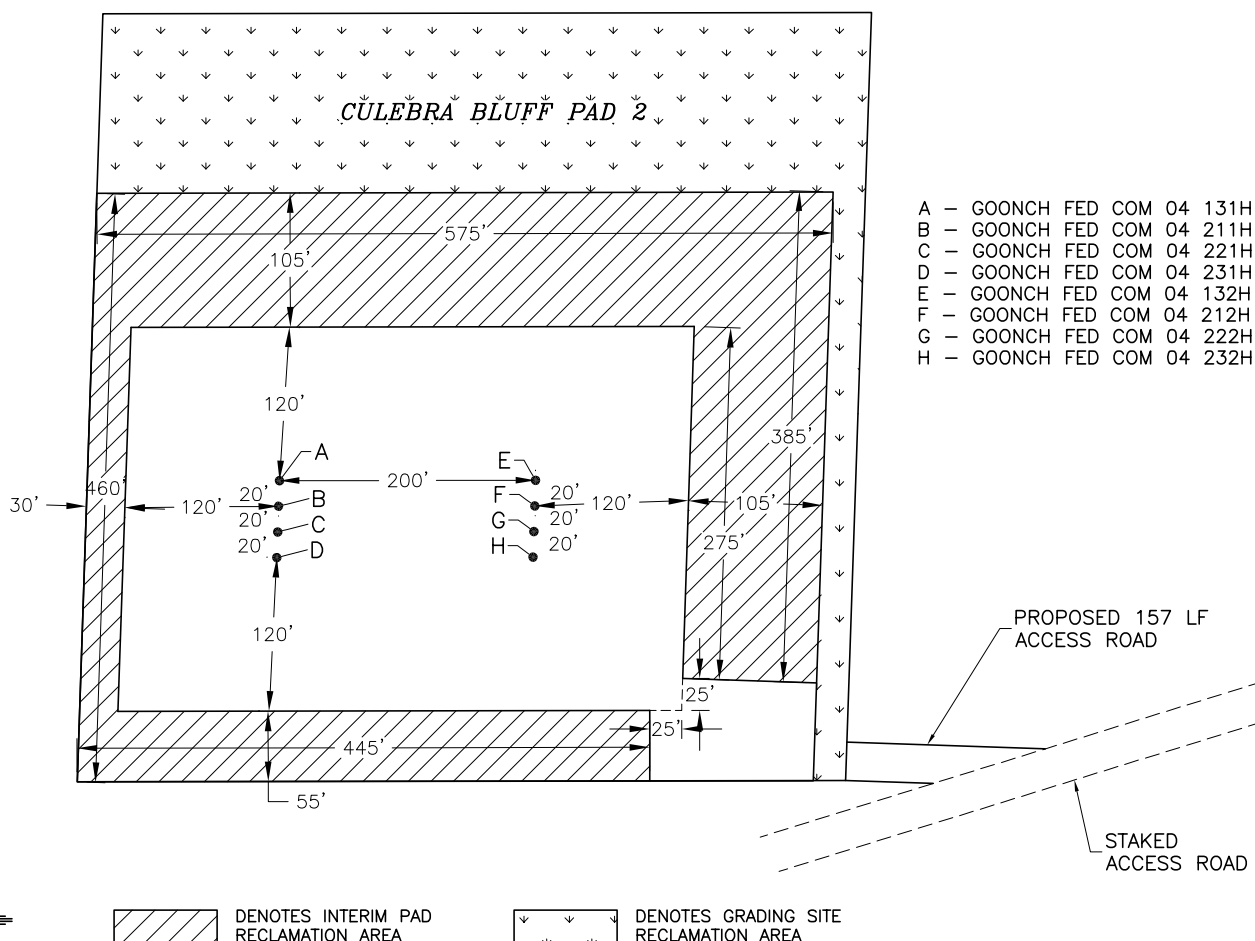 CULEBRA BLUFF PAD 2
A – GOONCH FED COM 04 131H
B – GOONCH FED COM 04 211H
C – GOONCH FED COM 04 221H
D – GOONCH FED COM 04 231H
E – GOONCH FED COM 04 132H
F – GOONCH FED COM 04 212H
G – GOONCH FED COM 04 222H
H – GOONCH FED COM 04 232H
575'
105'
120'
385'
A
E
200'
30'
460'
120'
20'
B
F
20'
120'
105'
20'
C
G
20'
275'
20'
D
H
20'
120'
PROPOSED 157 LF
ACCESS ROAD
25'
25'
445'
55'
STAKED
ACCESS ROAD
DENOTES INTERIM PAD
RECLAMATION AREA
DENOTES GRADING SITE
RECLAMATION AREA